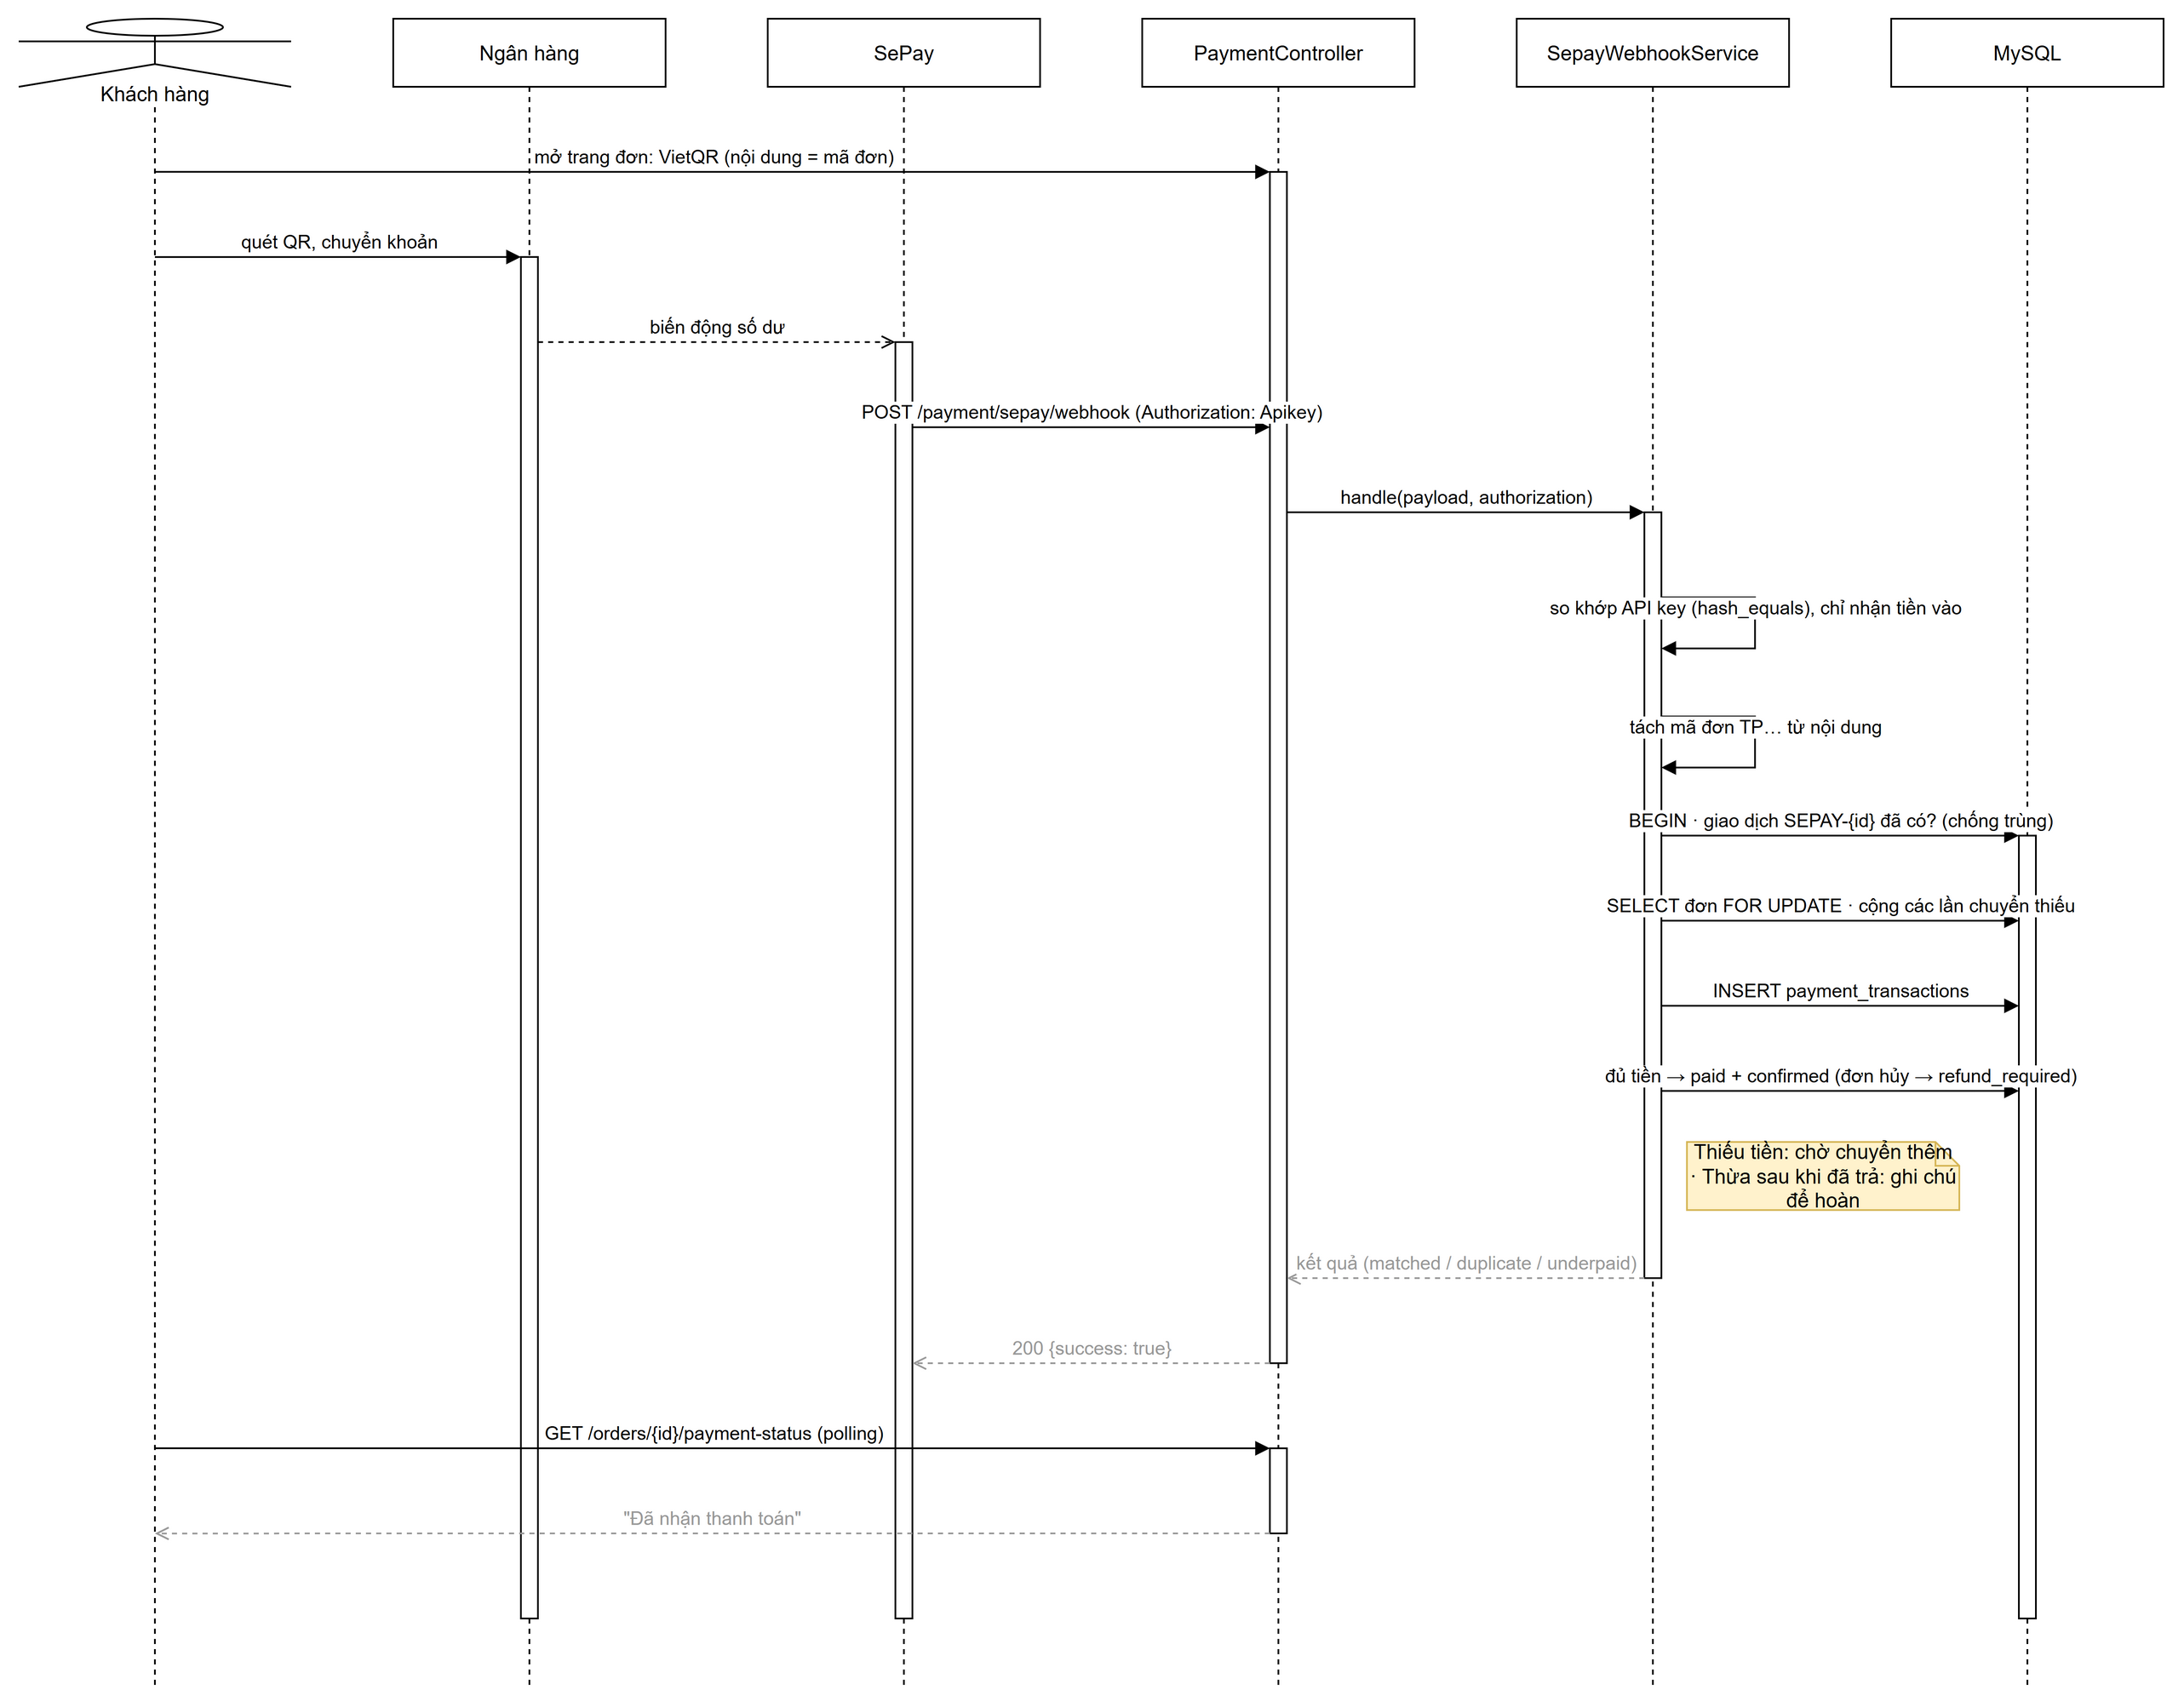 Khách hàng
Ngân hàng
SePay
PaymentController
SepayWebhookService
MySQL
mở trang đơn: VietQR (nội dung = mã đơn)
quét QR, chuyển khoản
biến động số dư
POST /payment/sepay/webhook (Authorization: Apikey)
handle(payload, authorization)
so khớp API key (hash_equals), chỉ nhận tiền vào
tách mã đơn TP… từ nội dung
BEGIN · giao dịch SEPAY-{id} đã có? (chống trùng)
SELECT đơn FOR UPDATE · cộng các lần chuyển thiếu
INSERT payment_transactions
đủ tiền → paid + confirmed (đơn hủy → refund_required)
Thiếu tiền: chờ chuyển thêm
· Thừa sau khi đã trả: ghi chú
để hoàn
kết quả (matched / duplicate / underpaid)
200 {success: true}
GET /orders/{id}/payment-status (polling)
"Đã nhận thanh toán"